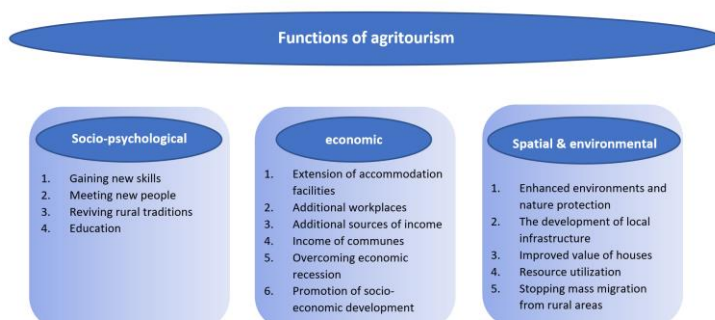 Functions of agritourism
Socio-psychological
1. Gaining new skills
2. Meeting new people
3. Reviving rural traditions
4. Education
economic
1. Extension of accommodation
facilities
2. Additional workplaces
3. Additional sources of income
4. Income of communes
5. Overcoming economic
recession
6. Promotion of socio-
economic development
Spatial & environmental
1. Enhanced environments and
nature protection
2. The development of local
infrastructure
3. Improved value of houses
4. Resource utilization
5. Stopping mass migration
from rural areas